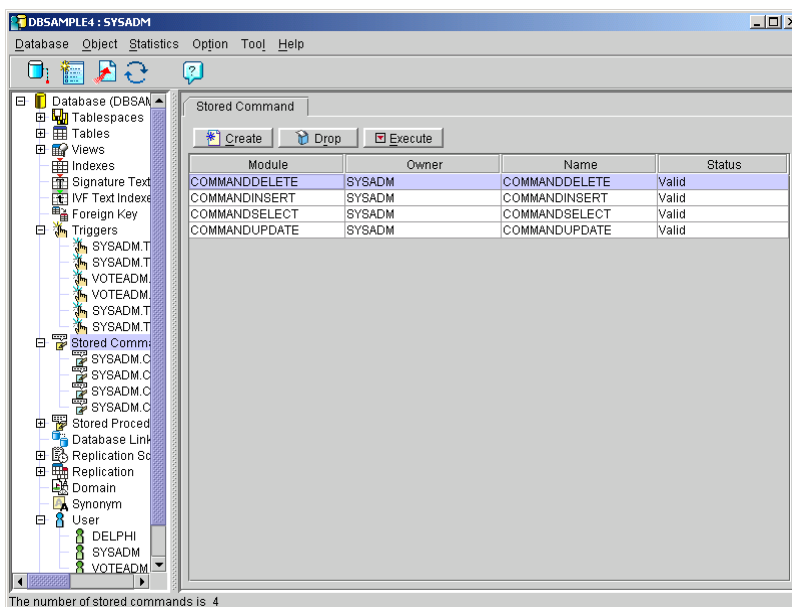 DBSAMPLE4 : SYSADM
Database Object Statistics Option Tool Help
Database (DBSAM
Tablespaces
Tables
Views
Indexes
Signature Text
IVF Text Indexe
Foreign Key
Triggers
SYSADM.T
SYSADM.T
VOTEADM.
VOTEADM.
SYSADM.T
SYSADM.T
Stored Comma
SYSADM.C
SYSADM.C
SYSADM.C
SYSADM.C
Stored Proced
Database Link
Replication Sc
Replication
Domain
Synonym
User
DELPHI
SYSADM
VOTEADM
Stored Command
Create Drop Execute
Module Owner Name Status
COMMANDDELETE SYSADM COMMANDDELETE Valid
COMMANDINSERT SYSADM COMMANDINSERT Valid
COMMANDSELECT SYSADM COMMANDSELECT Valid
COMMANDUPDATE SYSADM COMMANDUPDATE Valid
The number of stored commands is 4